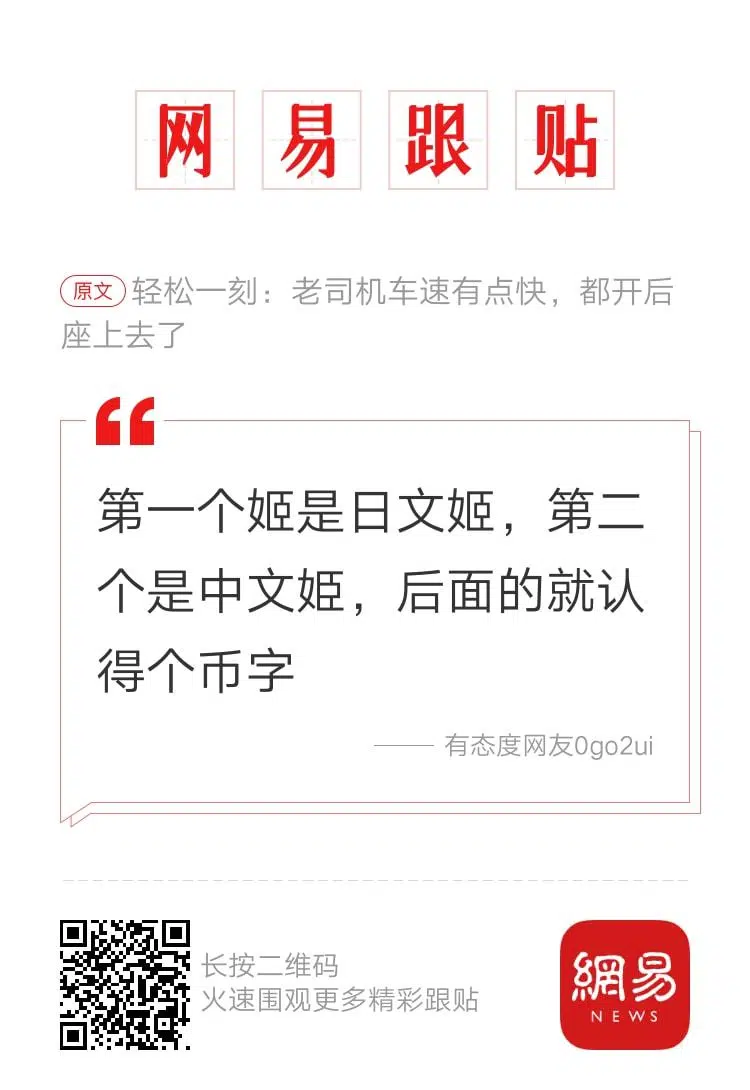 网易跟贴
原文 轻松一刻：老司机车速有点快，都开后
座上去了
第一个姬是日文姬，第二
个是中文姫，后面的就认
得个币字
—— 有态度网友0go2ui
长按二维码
火速围观更多精彩跟贴
網易
NEWS